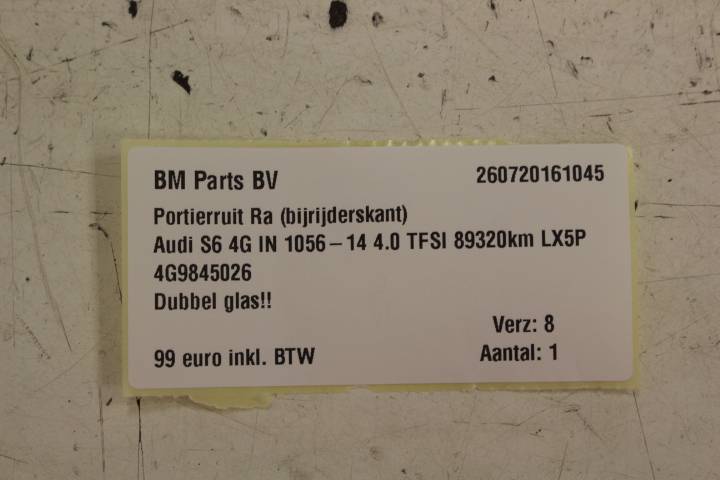 BM Parts BV 260720161045
Portierruit Ra (bijrijderskant)
Audi S6 4G IN 1056-14 4.0 TFSI 89320km LX5P
4G9845026
Dubbel glas!!
Verz: 8
99 euro inkl. BTW Aantal: 1